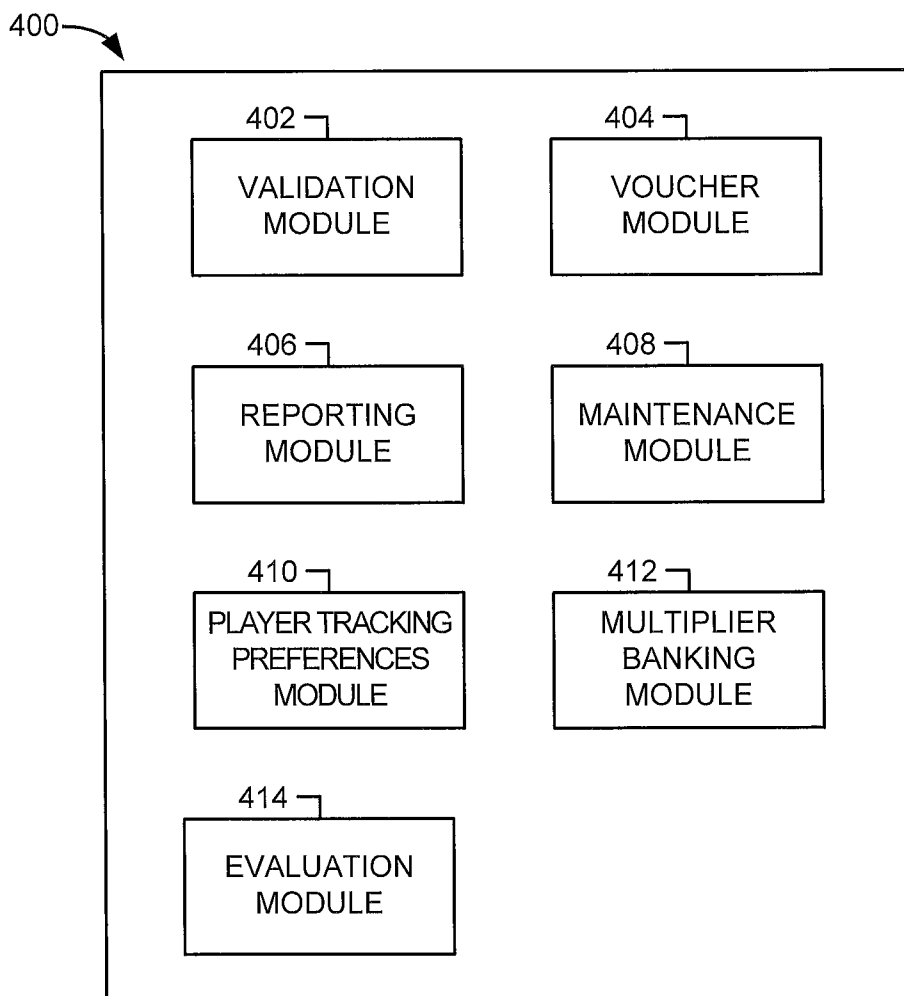 400
402
VALIDATION
MODULE
404
VOUCHER
MODULE
406
REPORTING
MODULE
408
MAINTENANCE
MODULE
410
PLAYER TRACKING
PREFERENCES
MODULE
412
MULTIPLIER
BANKING
MODULE
414
EVALUATION
MODULE